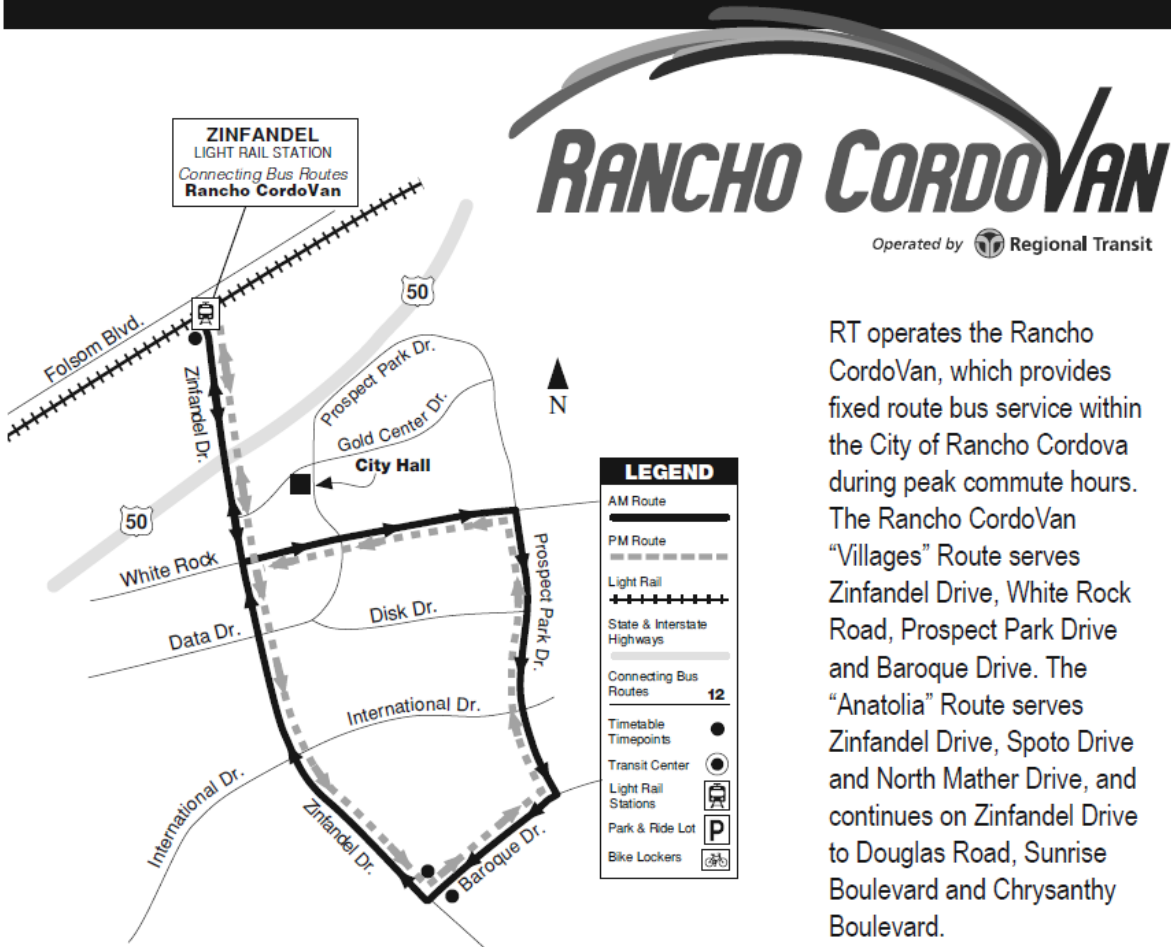 RANCHO CORDOVAN
Operated by Regional Transit
ZINFANDEL
LIGHT RAIL STATION
Connecting Bus Routes
Rancho CordoVan
50
Folsom Blvd.
Zinfandel Dr.
Prospect Park Dr.
Gold Center Dr.
City Hall
N
50
White Rock
Data Dr.
Disk Dr.
Prospect Park Dr.
International Dr.
International Dr.
Zinfandel Dr.
Baroque Dr.
LEGEND
AM Route
PM Route
Light Rail
State & Interstate
Highways
Connecting Bus
Routes 12
Timetable
Timepoints
Transit Center
Light Rail
Stations
Park & Ride Lot P
Bike Lockers
RT operates the Rancho
CordoVan, which provides
fixed route bus service within
the City of Rancho Cordova
during peak commute hours.
The Rancho CordoVan
“Villages” Route serves
Zinfandel Drive, White Rock
Road, Prospect Park Drive
and Baroque Drive. The
“Anatolia” Route serves
Zinfandel Drive, Spoto Drive
and North Mather Drive, and
continues on Zinfandel Drive
to Douglas Road, Sunrise
Boulevard and Chrysanthy
Boulevard.